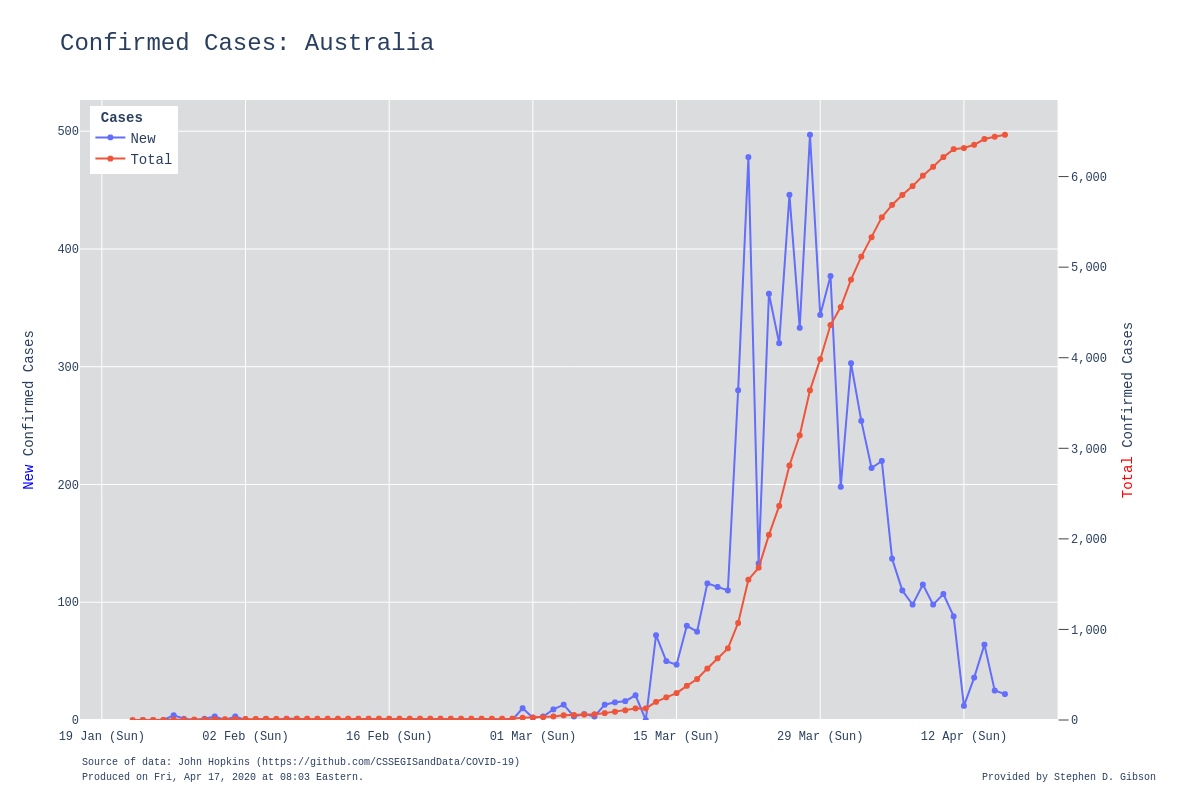 Confirmed Cases: Australia
Cases
New
Total
500
400
300
200
100
0
New Confirmed Cases
6,000
5,000
4,000
3,000
2,000
1,000
0
Total Confirmed Cases
19 Jan (Sun) 02 Feb (Sun) 16 Feb (Sun) 01 Mar (Sun) 15 Mar (Sun) 29 Mar (Sun) 12 Apr (Sun)
Source of data: John Hopkins (https://github.com/CSSEGISandData/COVID-19)
Produced on Fri, Apr 17, 2020 at 08:03 Eastern.
Provided by Stephen D. Gibson